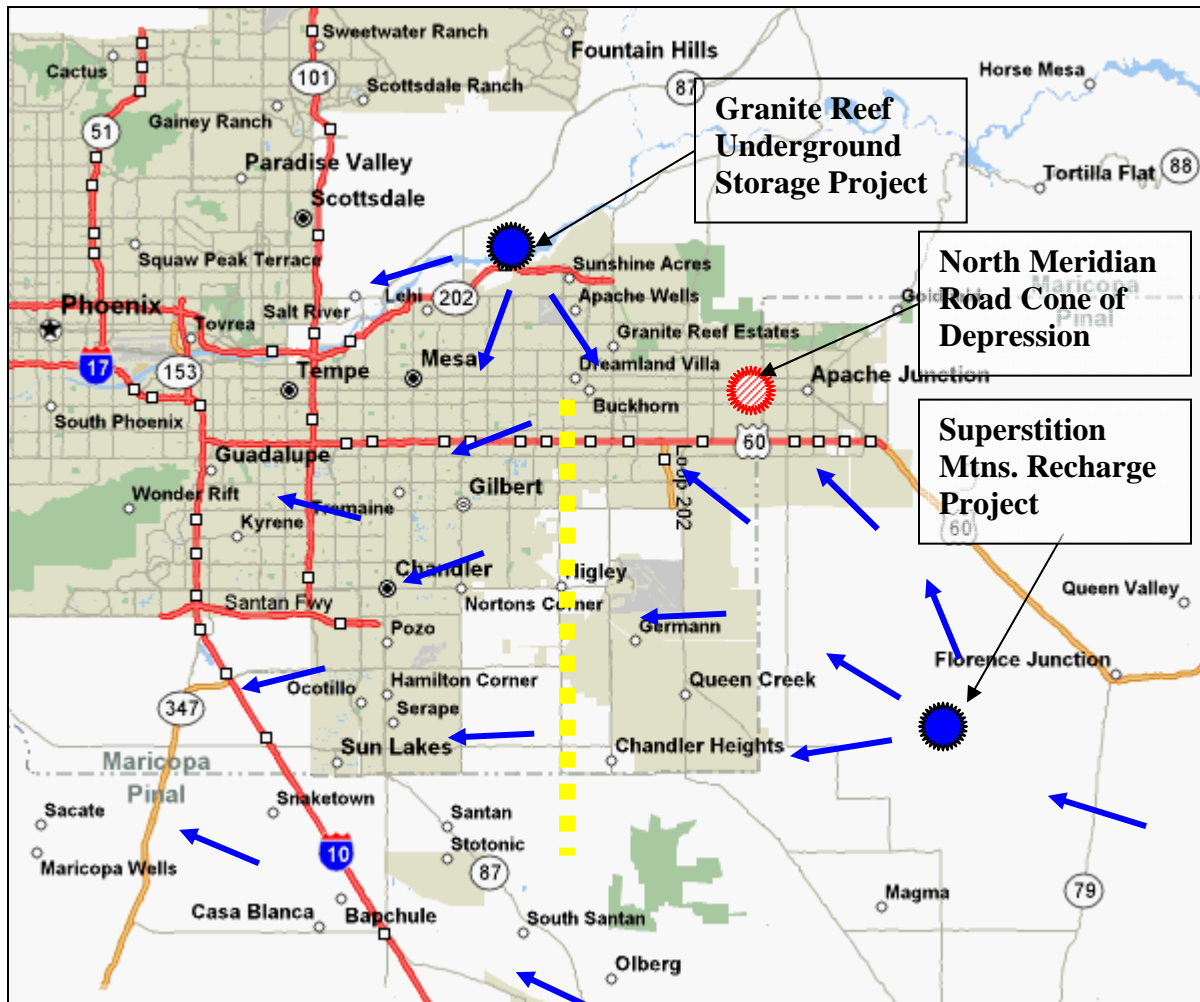 Sweetwater Ranch
Cactus
101
Fountain Hills
87
Scottsdale Ranch
Horse Mesa
Gainey Ranch
51
Granite Reef
Underground
Storage Project
Paradise Valley
Tortilla Flat
88
Scottsdale
Squaw Peak Terrace
North Meridian
Road Cone of
Depression
Sunshine Acres
Maricopa
Pinal
Phoenix
Salt River
Lehi
202
Apache Wells
Tovrea
Granite Reef Estates
17
153
Tempe
Mesa
Dreamland Villa
Apache Junction
Buckhorn
South Phoenix
Superstition
Mtns. Recharge
Project
60
Guadalupe
Loop 202
Wonder Rift
Tremaine
Gilbert
Kyrene
60
Chandler
Higley
Queen Valley
Santan Fwy
Nortons Corner
Pozo
Germann
Florence Junction
347
Ocotillo
Hamilton Corner
Queen Creek
Serape
Sun Lakes
Chandler Heights
Maricopa
Pinal
Sacate
Snaketown
Santan
Maricopa Wells
10
Stotonic
87
Magma
79
Casa Blanca
Bapchule
South Santan
Olberg